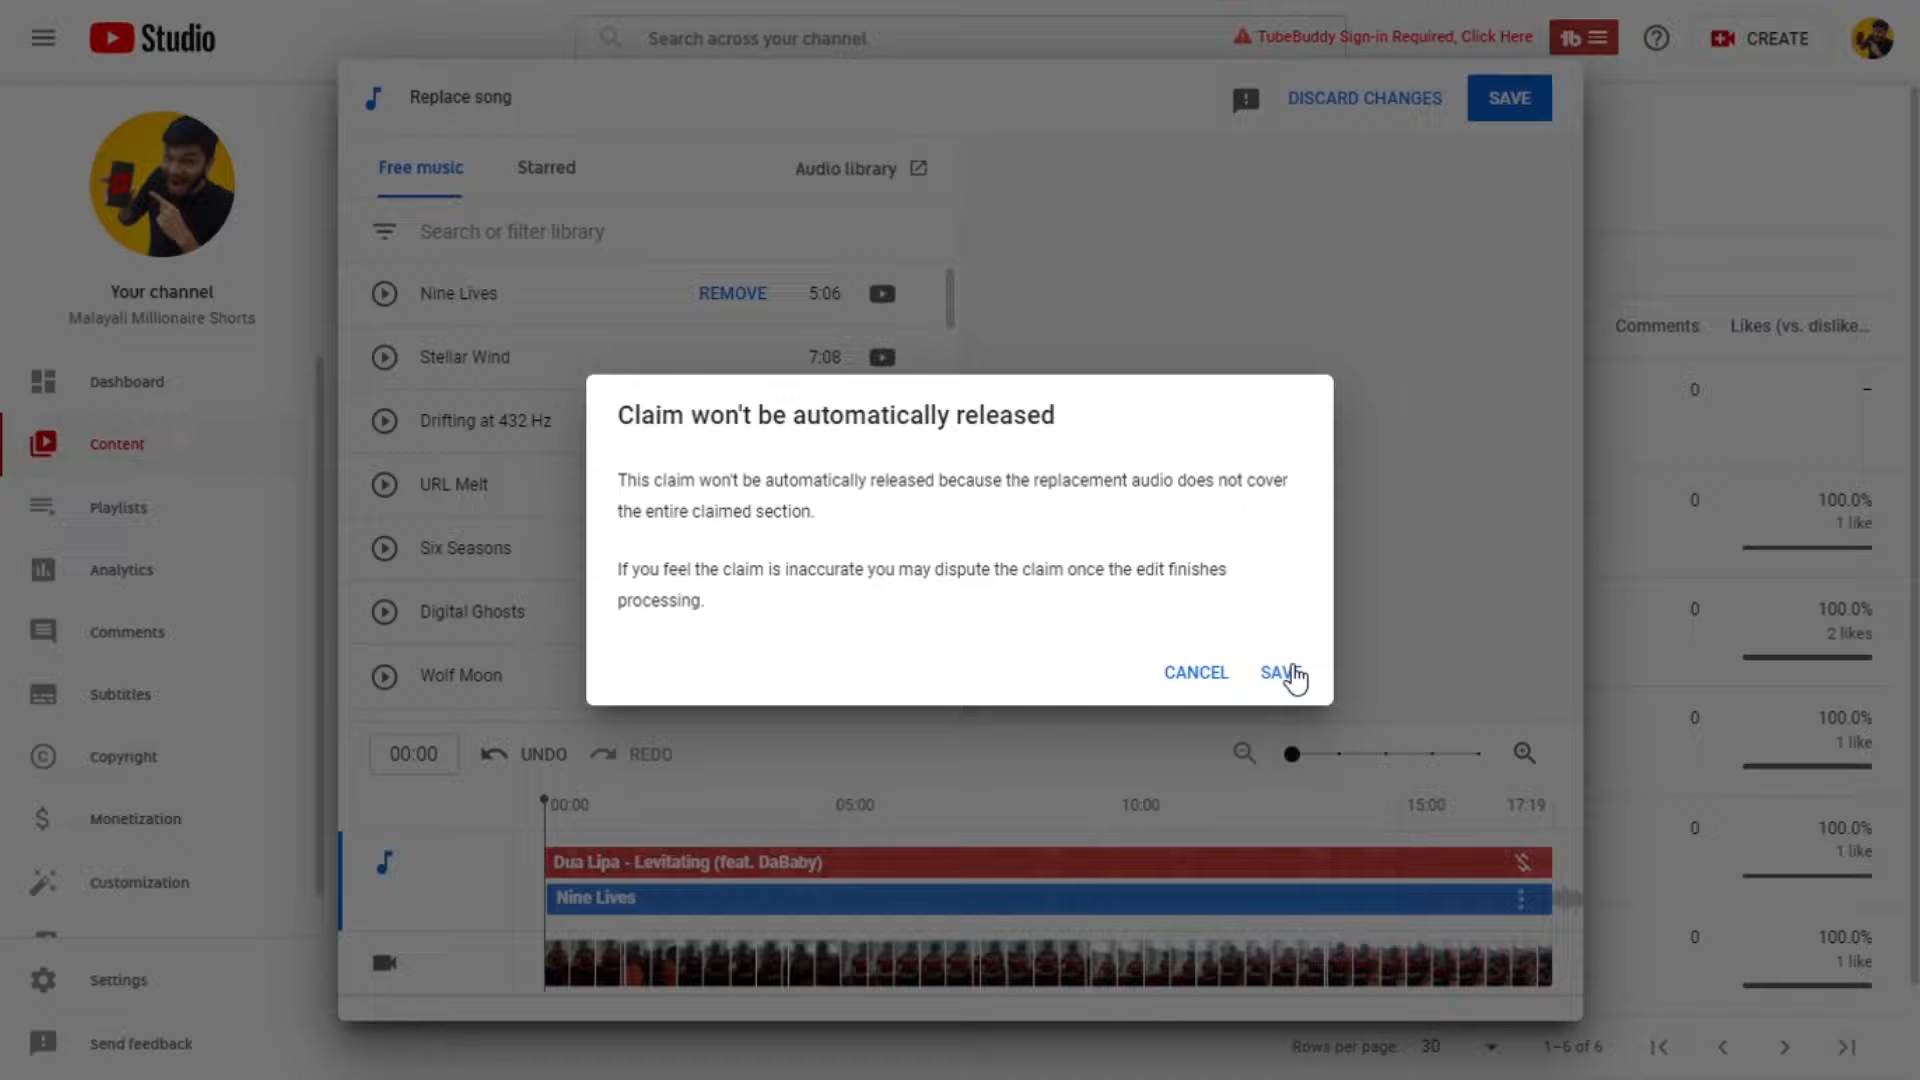 Studio
Search across your channel
TubeBuddy Sign-in Required, Click Here
CREATE
Replace song
DISCARD CHANGES
SAVE
Free music
Starred
Audio library
Search or filter library
Nine Lives
REMOVE
5:06
Stellar Wind
7:08
Drifting at 432 Hz
URL Melt
Six Seasons
Digital Ghosts
Wolf Moon
Your channel
Malayali Millionaire Shorts
Dashboard
Content
Playlists
Analytics
Comments
Subtitles
Copyright
Monetization
Customization
Settings
Send feedback
Claim won't be automatically released
This claim won't be automatically released because the replacement audio does not cover
the entire claimed section.
If you feel the claim is inaccurate you may dispute the claim once the edit finishes
processing.
CANCEL
SAVE
00:00
UNDO
REDO
00:00
05:00
10:00
15:00
17:19
Dua Lipa - Levitating (feat. DaBaby)
Nine Lives
Comments
Likes (vs. dislike...
0
–
0
100.0%
1 like
0
100.0%
2 likes
0
100.0%
1 like
0
100.0%
1 like
0
100.0%
1 like
Rows per page:
30
1–6 of 6